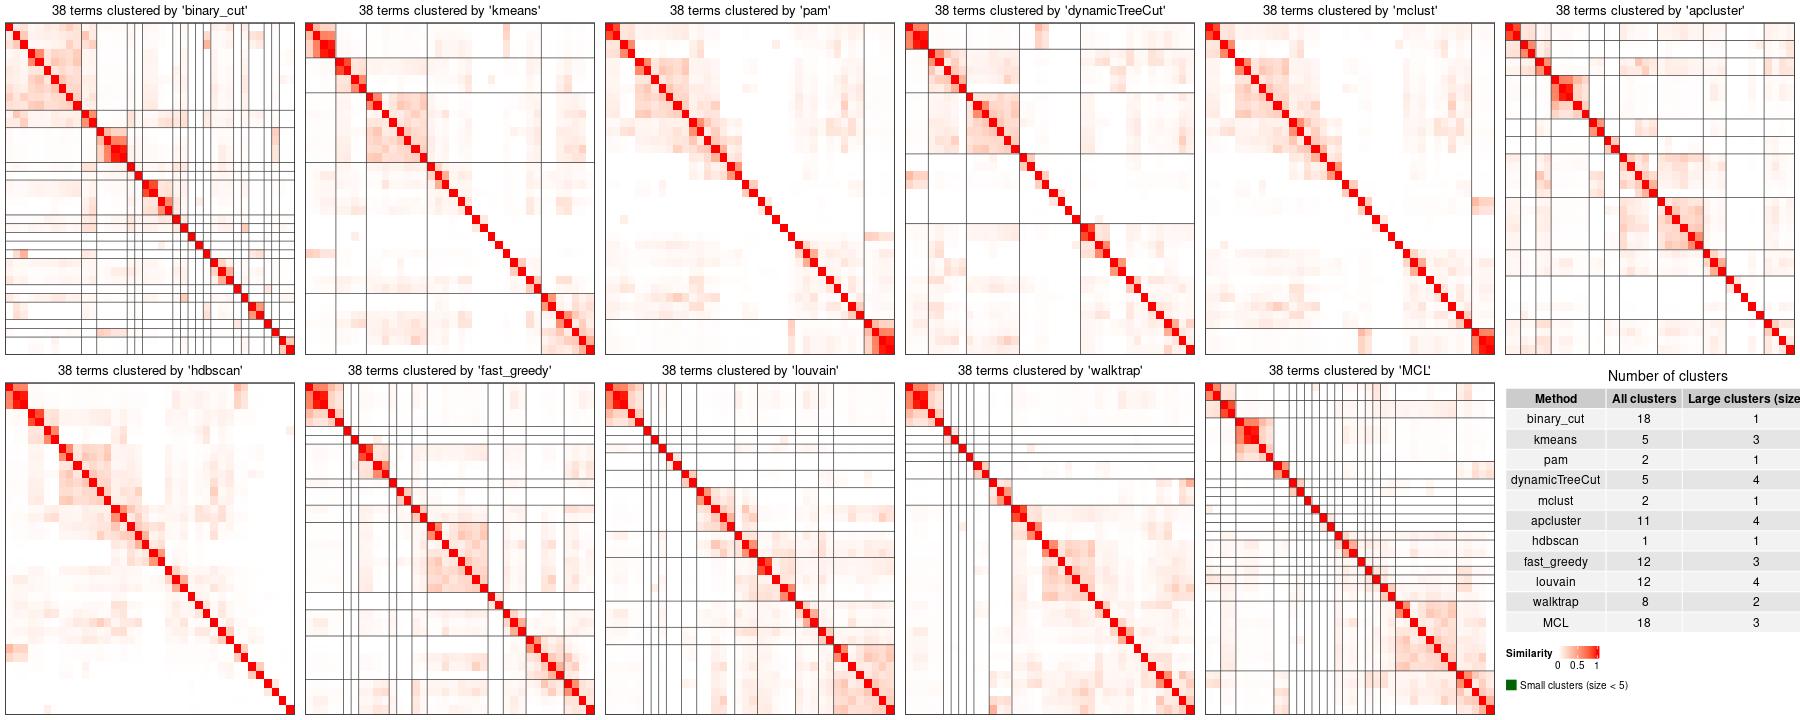 38 terms clustered by 'binary_cut'
38 terms clustered by 'kmeans'
38 terms clustered by 'pam'
38 terms clustered by 'dynamicTreeCut'
38 terms clustered by 'mclust'
38 terms clustered by 'apcluster'
38 terms clustered by 'hdbscan'
38 terms clustered by 'fast_greedy'
38 terms clustered by 'louvain'
38 terms clustered by 'walktrap'
38 terms clustered by 'MCL'
Number of clusters
Method All clusters Large clusters (size
binary_cut 18 1
kmeans 5 3
pam 2 1
dynamicTreeCut 5 4
mclust 2 1
apcluster 11 4
hdbscan 1 1
fast_greedy 12 3
louvain 12 4
walktrap 8 2
MCL 18 3
Similarity
0 0.5 1
Small clusters (size < 5)